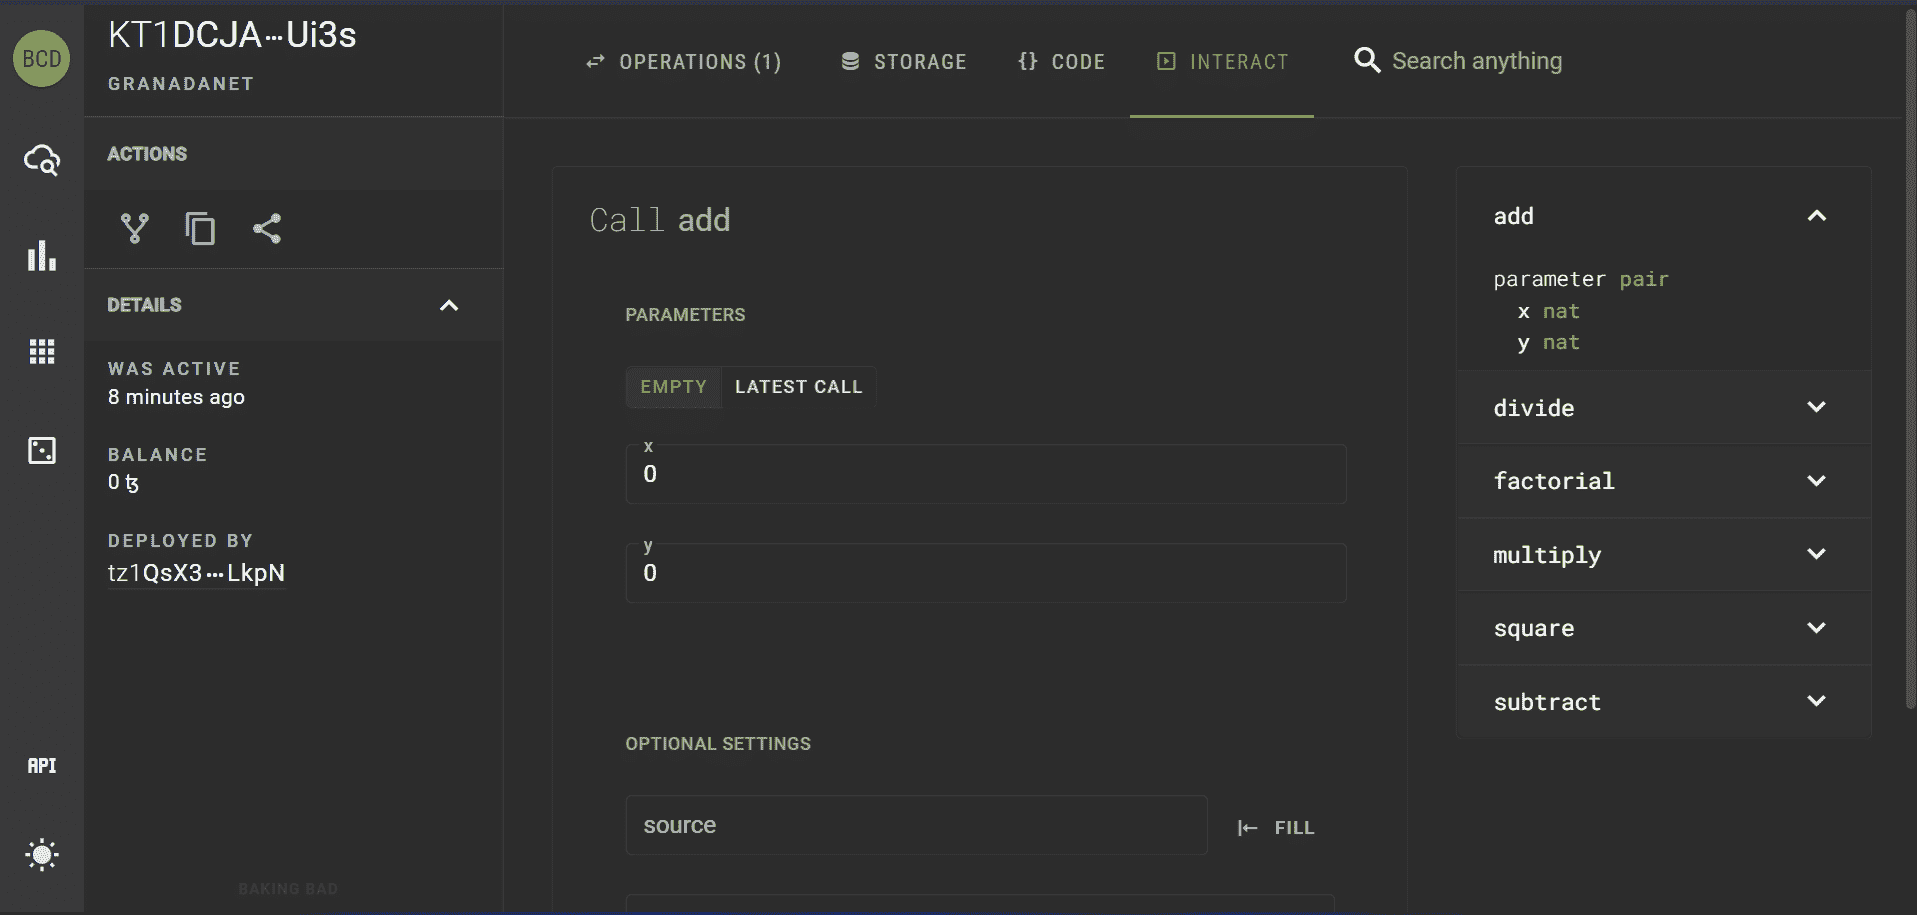 BCD
KT1DCJA···Ui3s
GRANADANET
ACTIONS
DETAILS
WAS ACTIVE
8 minutes ago
BALANCE
0 ꜩ
DEPLOYED BY
tz1QsX3···LkpN
API
BAKING BAD
OPERATIONS (1)
STORAGE
{} CODE
INTERACT
Search anything
Call add
PARAMETERS
EMPTY
LATEST CALL
x
0
y
0
OPTIONAL SETTINGS
source
FILL
add
parameter pair
x nat
y nat
divide
factorial
multiply
square
subtract